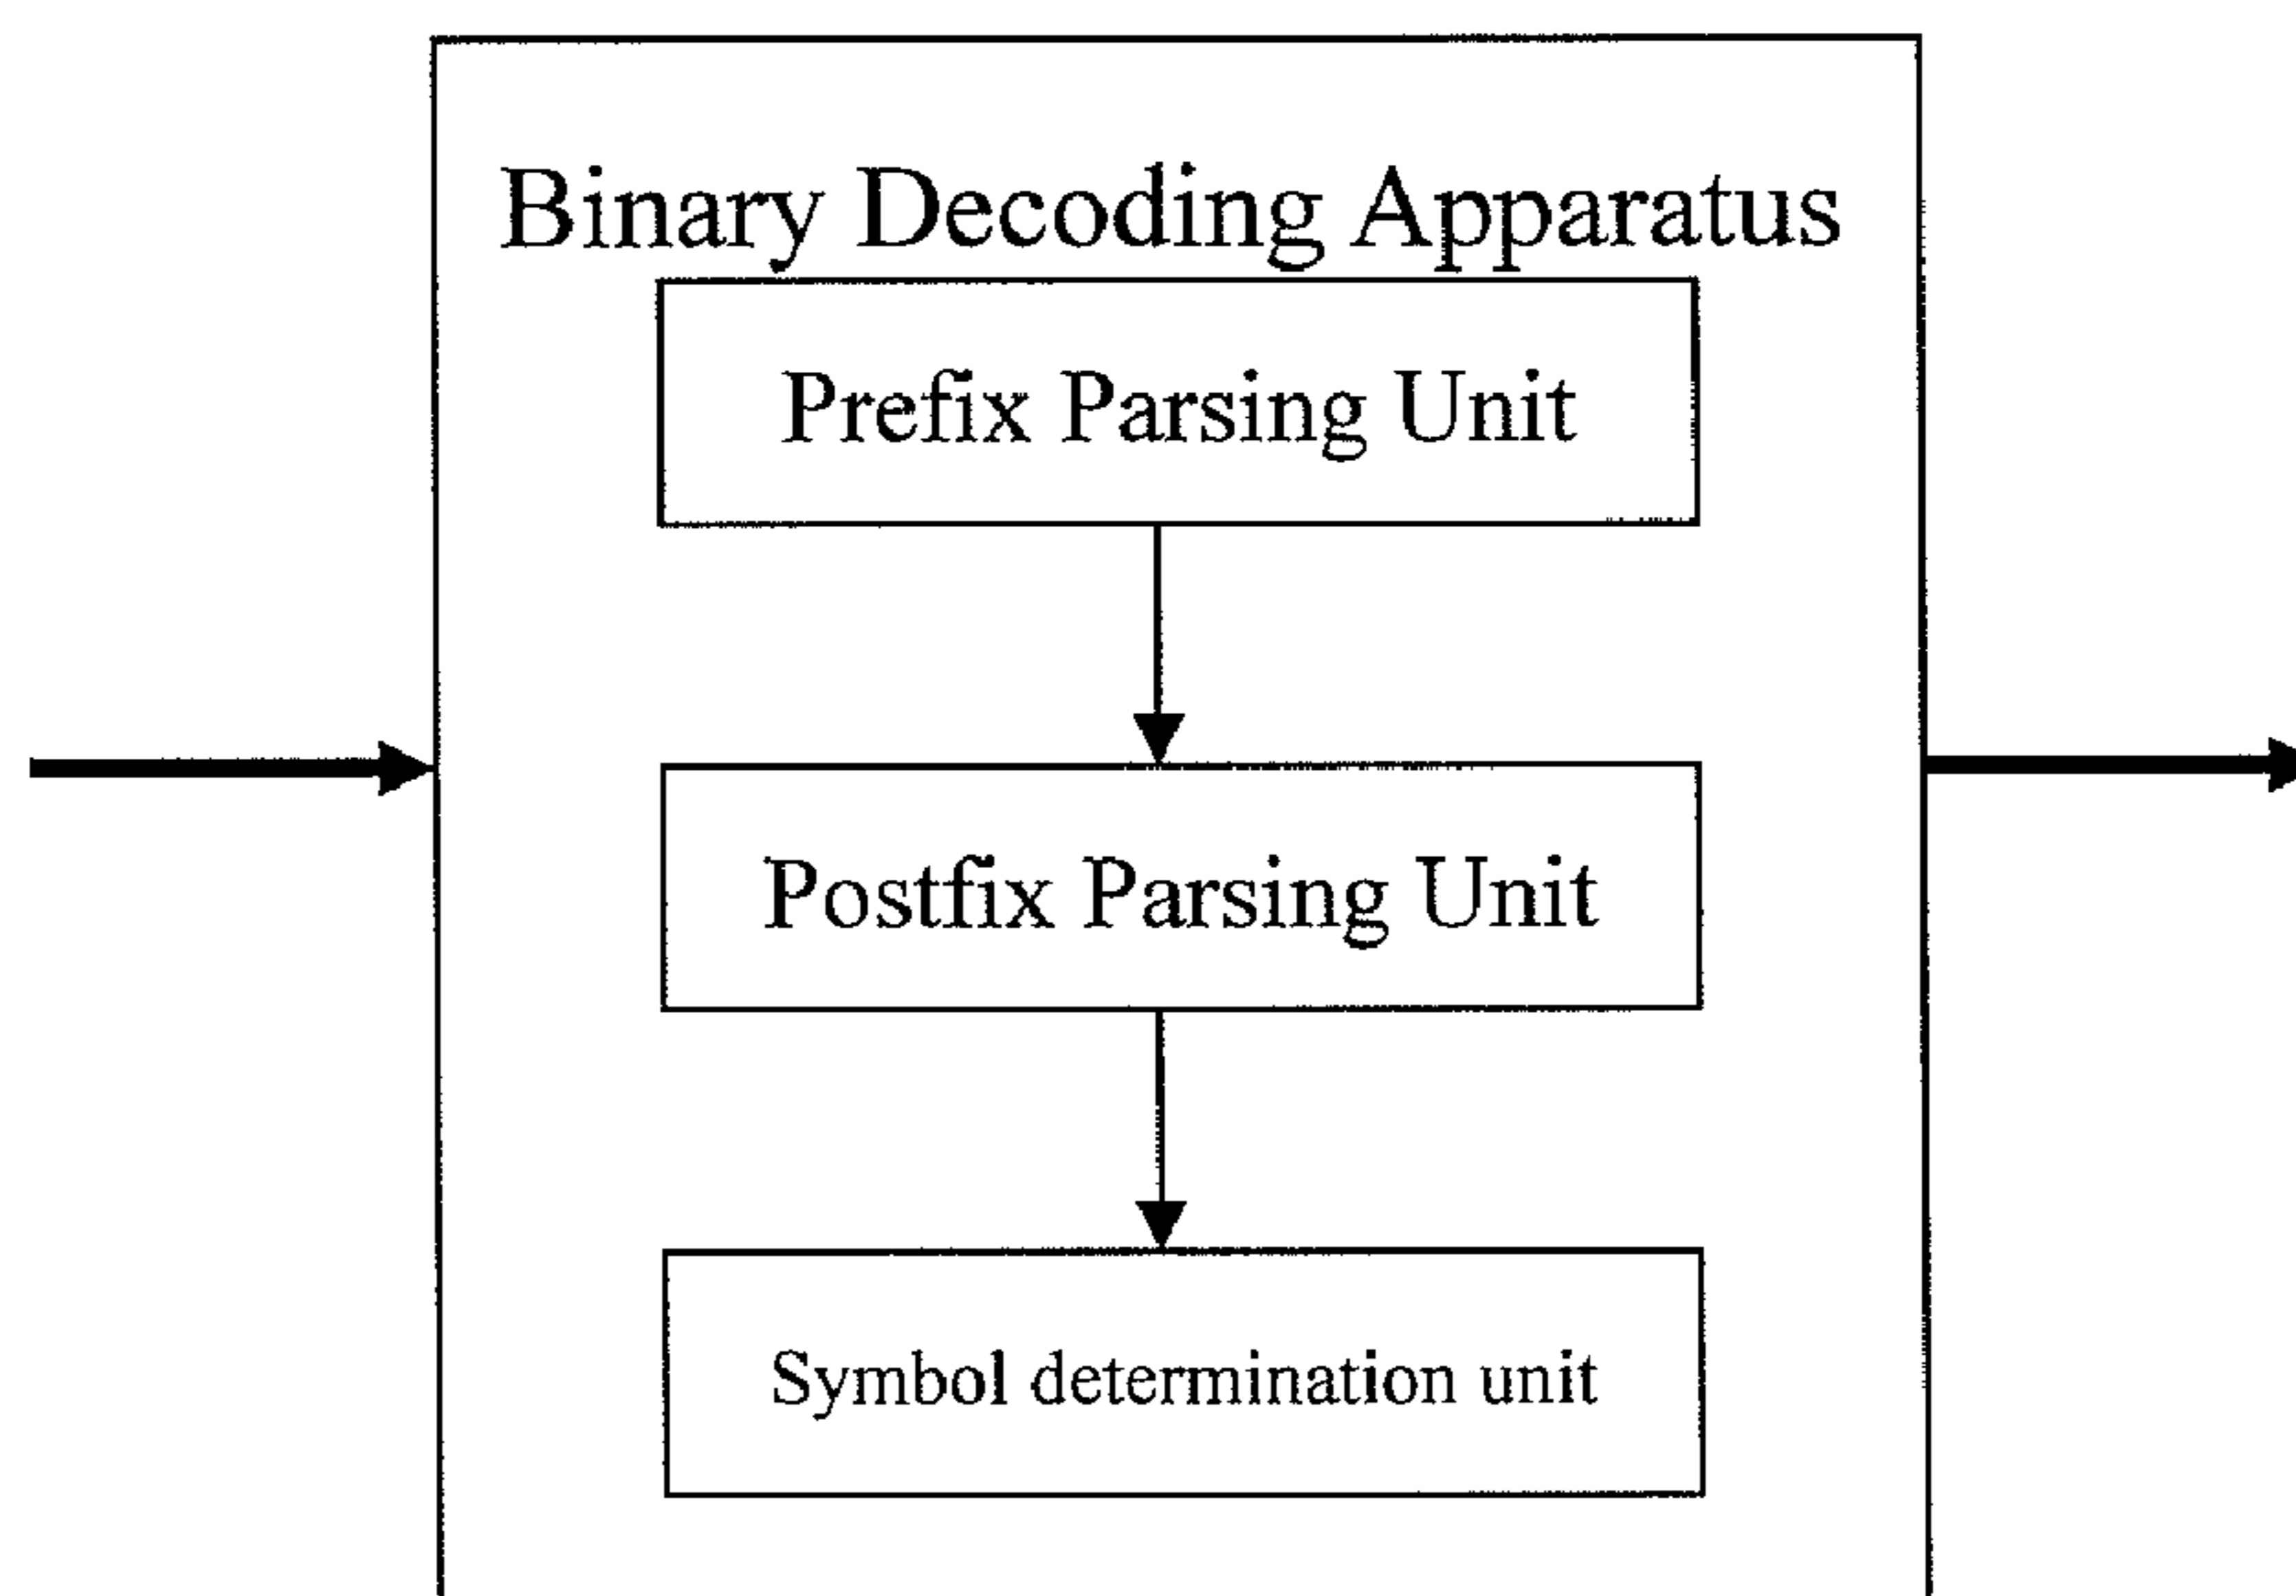 Binary Decoding Apparatus
Prefix Parsing Unit
Postfix Parsing Unit
Symbol determination unit